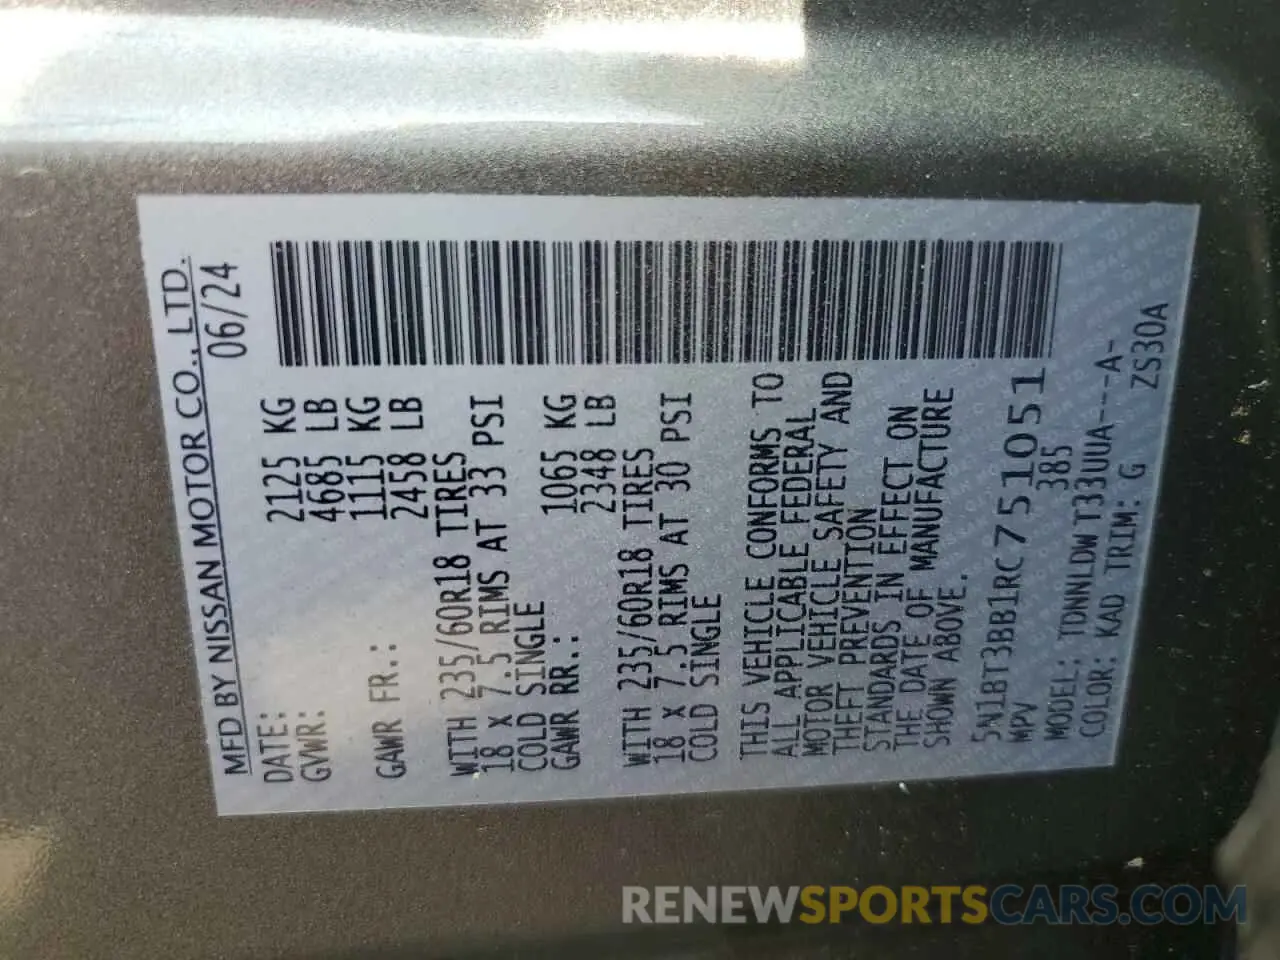 MFD BY NISSAN MOTOR CO., LTD.
DATE: 06/24
GVWR: 2125 KG
4685 LB
GAWR FR.: 1115 KG
2458 LB
WITH 235/60R18 TIRES
18 x 7.5 RIMS AT 33 PSI
COLD SINGLE
GAWR RR.: 1065 KG
2348 LB
WITH 235/60R18 TIRES
18 x 7.5 RIMS AT 30 PSI
COLD SINGLE
THIS VEHICLE CONFORMS TO
ALL APPLICABLE FEDERAL
MOTOR VEHICLE SAFETY AND
THEFT PREVENTION
STANDARDS IN EFFECT ON
THE DATE OF MANUFACTURE
SHOWN ABOVE.
5N1BT3BB1RC751051
MPV 385
MODEL: TDNNLDWT33UUA---A-
COLOR: KAD TRIM: G ZS30A
RENEWSPORTSCARS.COM